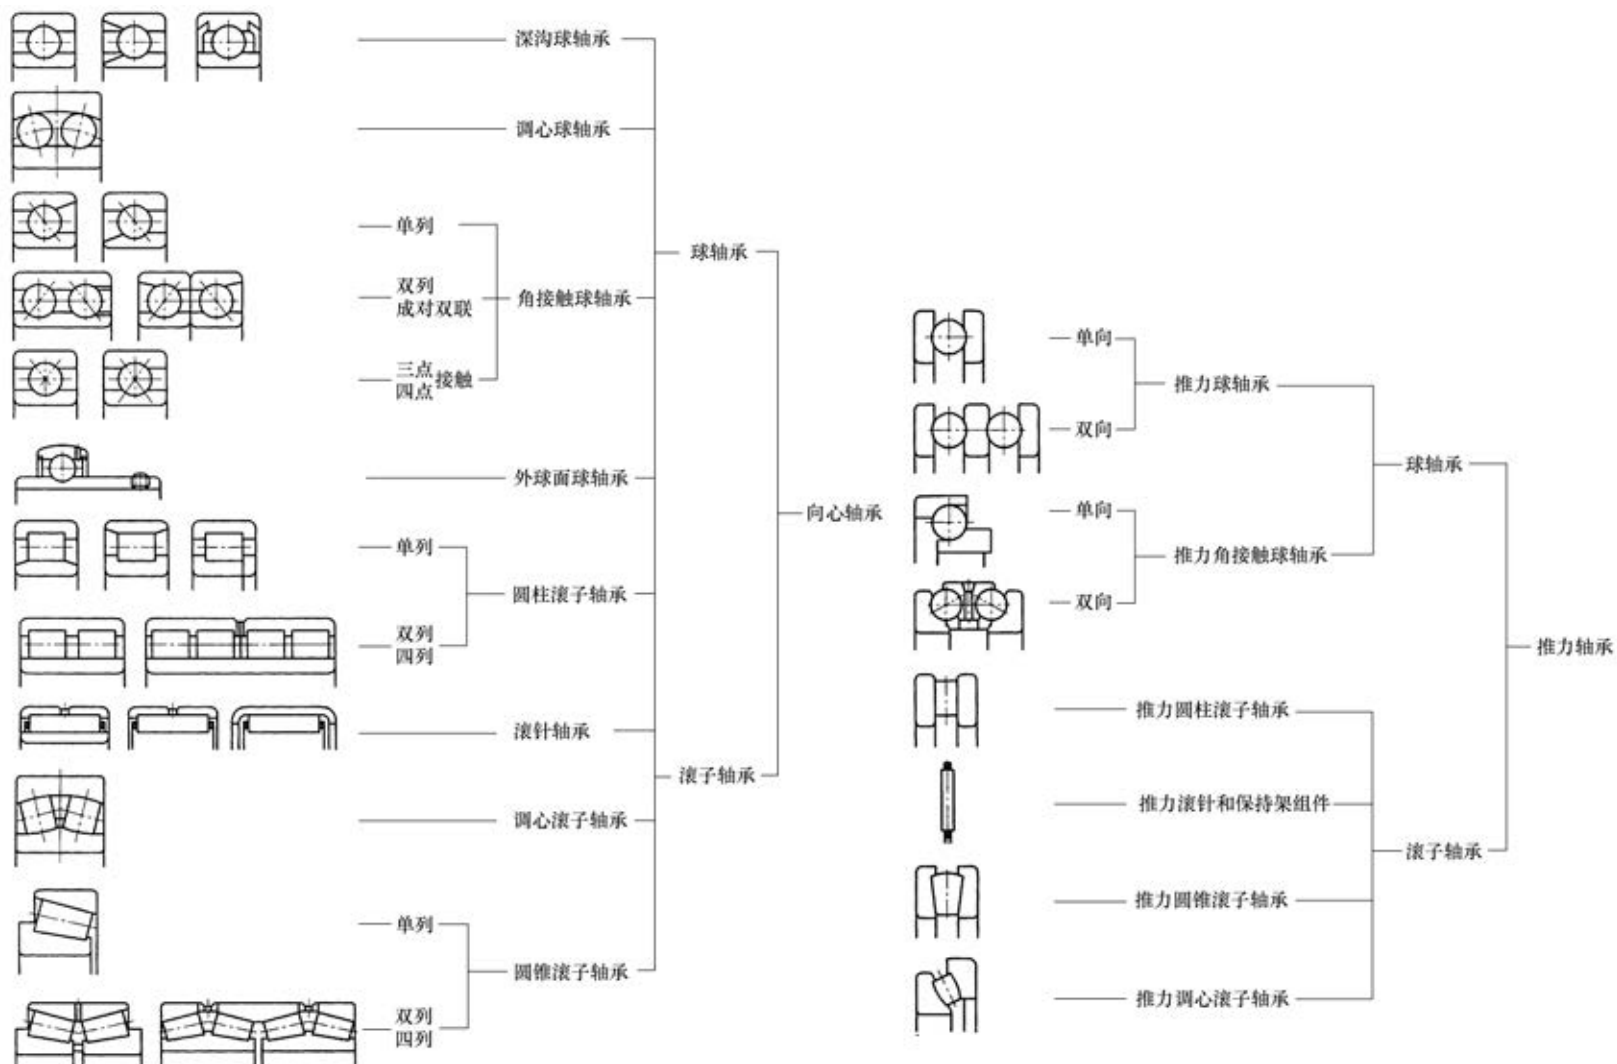 深沟球轴承
调心球轴承
单列
双列
成对双联
三点
四点
接触
角接触球轴承
球轴承
外球面球轴承
向心轴承
单列
双列
四列
圆柱滚子轴承
滚针轴承
滚子轴承
调心滚子轴承
单列
双列
四列
圆锥滚子轴承
单向
双向
推力球轴承
球轴承
单向
双向
推力角接触球轴承
推力轴承
推力圆柱滚子轴承
推力滚针和保持架组件
滚子轴承
推力圆锥滚子轴承
推力调心滚子轴承